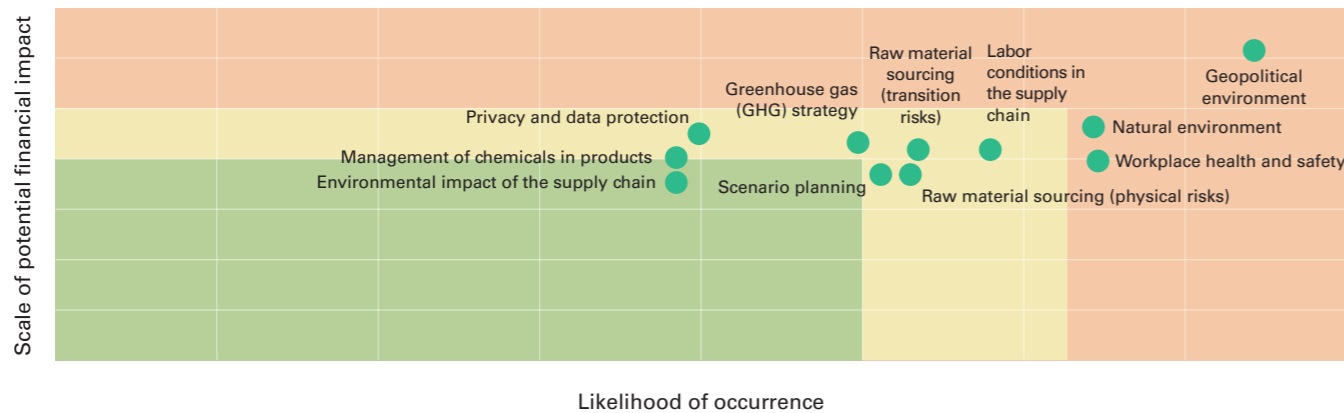 Scale of potential financial impact
Privacy and data protection
Management of chemicals in products
Environmental impact of the supply chain
Greenhouse gas
(GHG) strategy
Scenario planning
Raw material
sourcing
(transition
risks)
Labor
conditions in
the supply
chain
Raw material sourcing (physical risks)
Geopolitical
environment
Natural environment
Workplace health and safety
Likelihood of occurrence